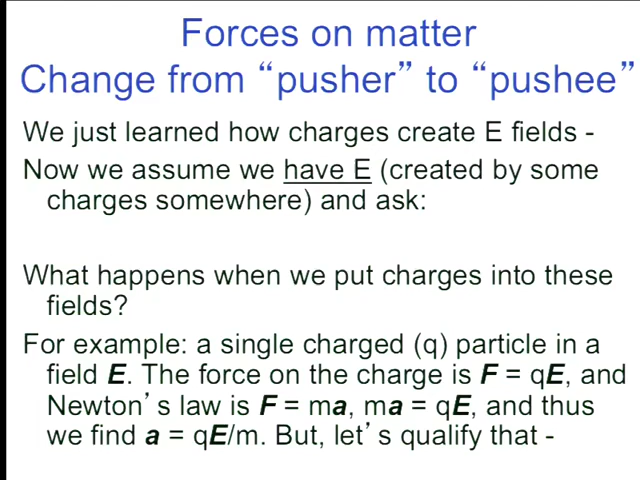 Forces on matter
Change from “pusher” to “pushee”
We just learned how charges create E fields -
Now we assume we have E (created by some
charges somewhere) and ask:
What happens when we put charges into these
fields?
For example: a single charged (q) particle in a
field E. The force on the charge is F = qE, and
Newton’s law is F = ma, ma = qE, and thus
we find a = qE/m. But, let’s qualify that -